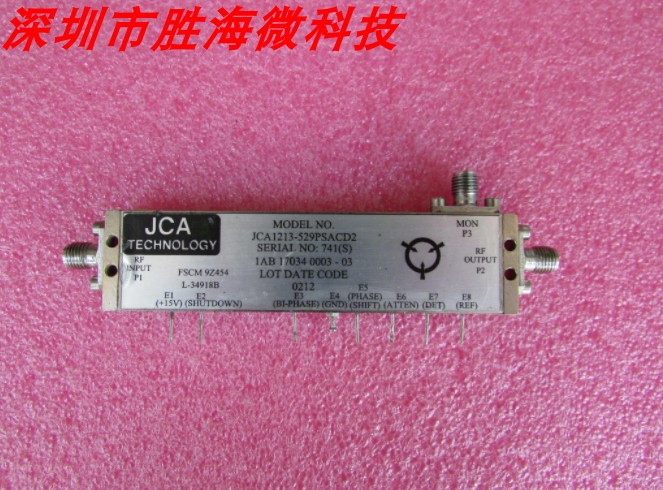 深圳市胜海微科技
JCA
TECHNOLOGY
MODEL NO.
JCA1213-529PSACD2
SERIAL NO: 741(S)
1AB 17034 0003 - 03
LOT DATE CODE
0212
FSCM 9Z454
L-34918B
RF
INPUT
P1
MON
P3
RF
OUTPUT
P2
E1
(+15V)
E2
(SHUTDOWN)
E3
(BI-PHASE)
E4
(GND)
E5
(PHASE)
(SHIFT)
E6
(ATTEN)
E7
(DET)
E8
(REF)